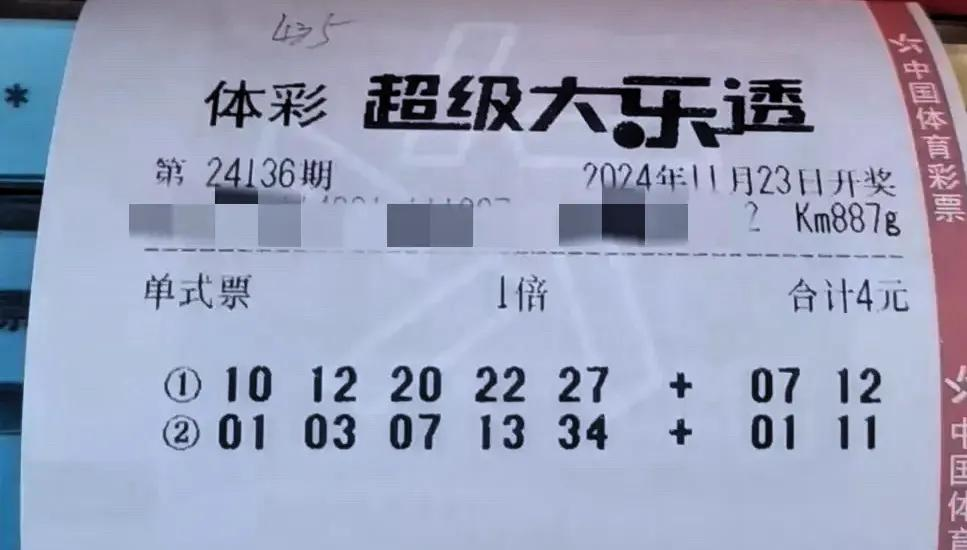 435
体彩 超级大乐透
第 24136期 2024年11月23日开奖
2 Km887g
单式票 1倍 合计4元
① 10 12 20 22 27 + 07 12
② 01 03 07 13 34 + 01 11
中国体育彩票
中国体育